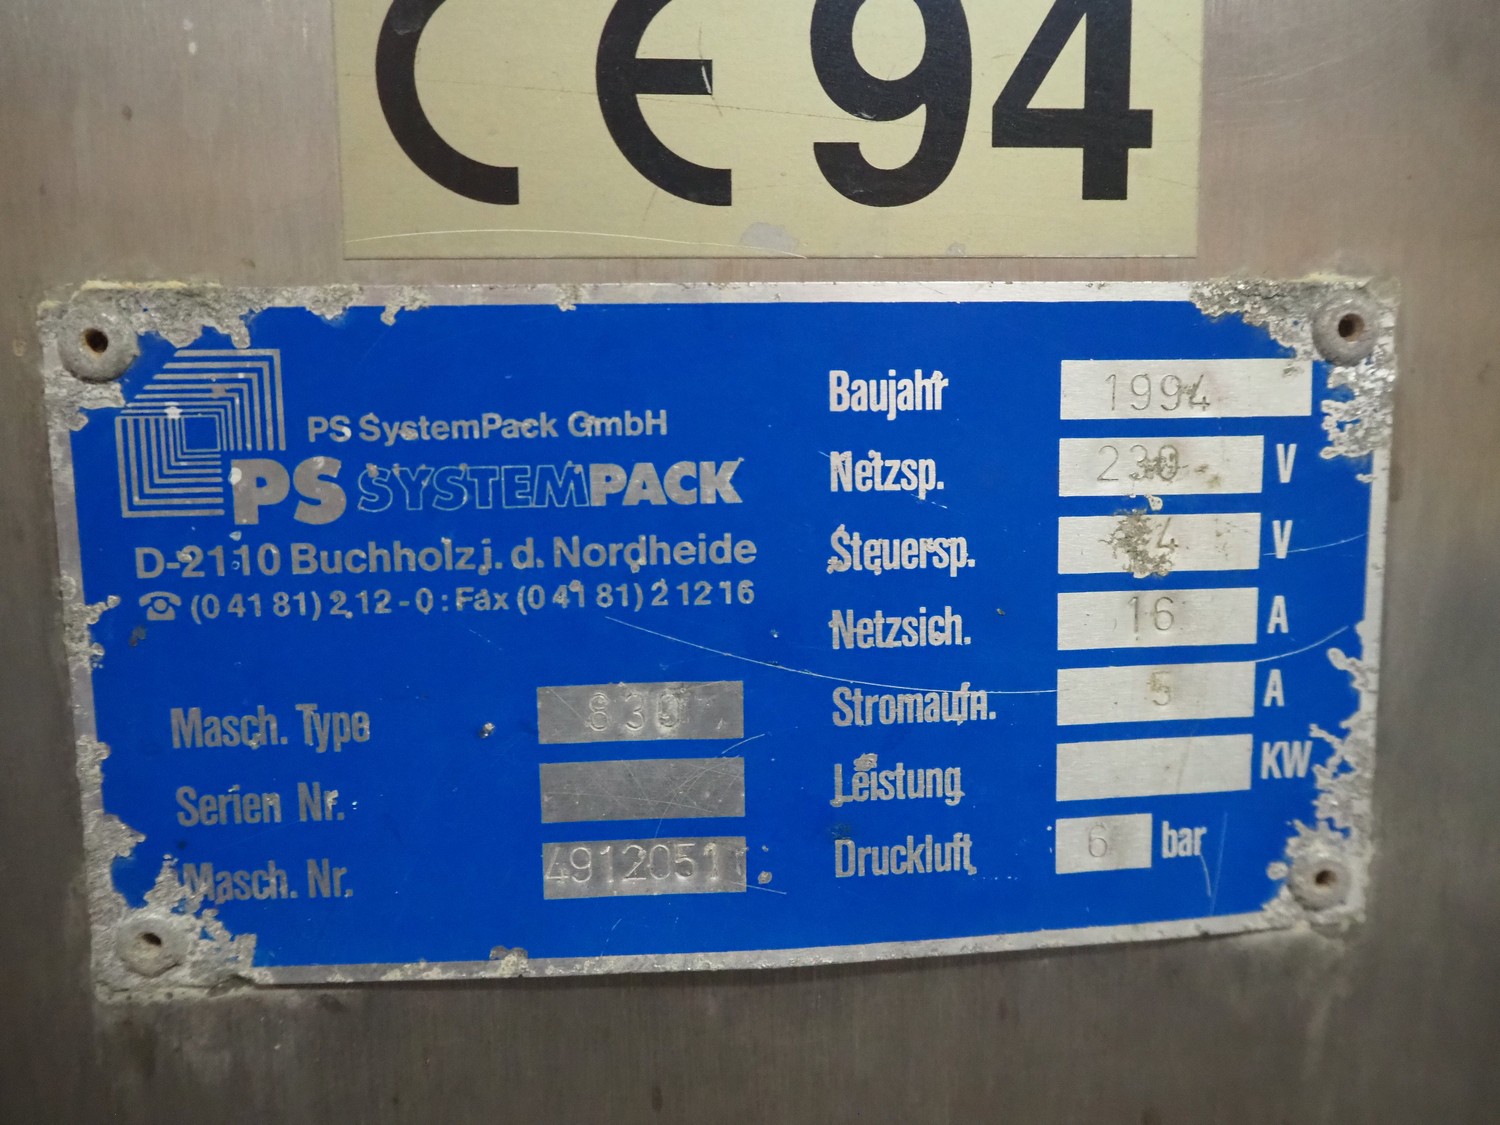 CE94
PS SystemPack GmbH
PS SYSTEMPACK
D-2110 Buchholz i. d. Nordheide
☎ (0 41 81) 2 12 - 0 : Fax (0 41 81) 2 12 16
Masch. Type 830
Serien Nr.
Masch. Nr. 4912051
Baujahr 1994
Netzsp. 230 V
Steuersp. V
Netzsich. 16 A
Stromaufn. 5 A
Leistung KW
Druckluft 6 bar